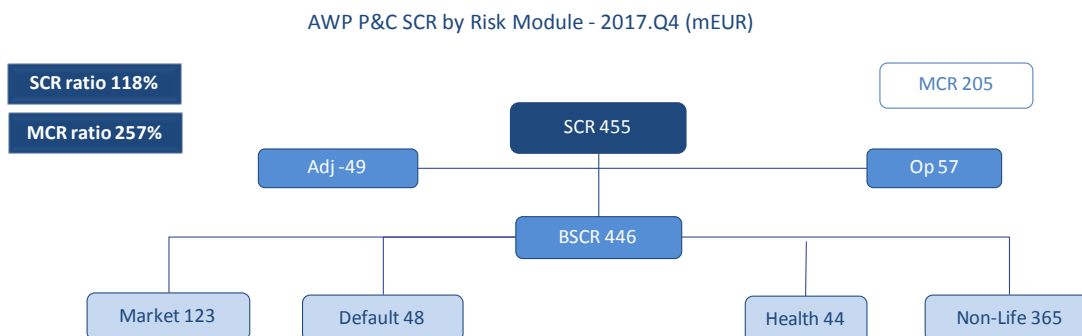 AWP P&C SCR by Risk Module - 2017.Q4 (mEUR)
SCR ratio 118%
MCR 205
MCR ratio 257%
SCR 455
Adj -49
Op 57
BSCR 446
Market 123
Default 48
Health 44
Non-Life 365